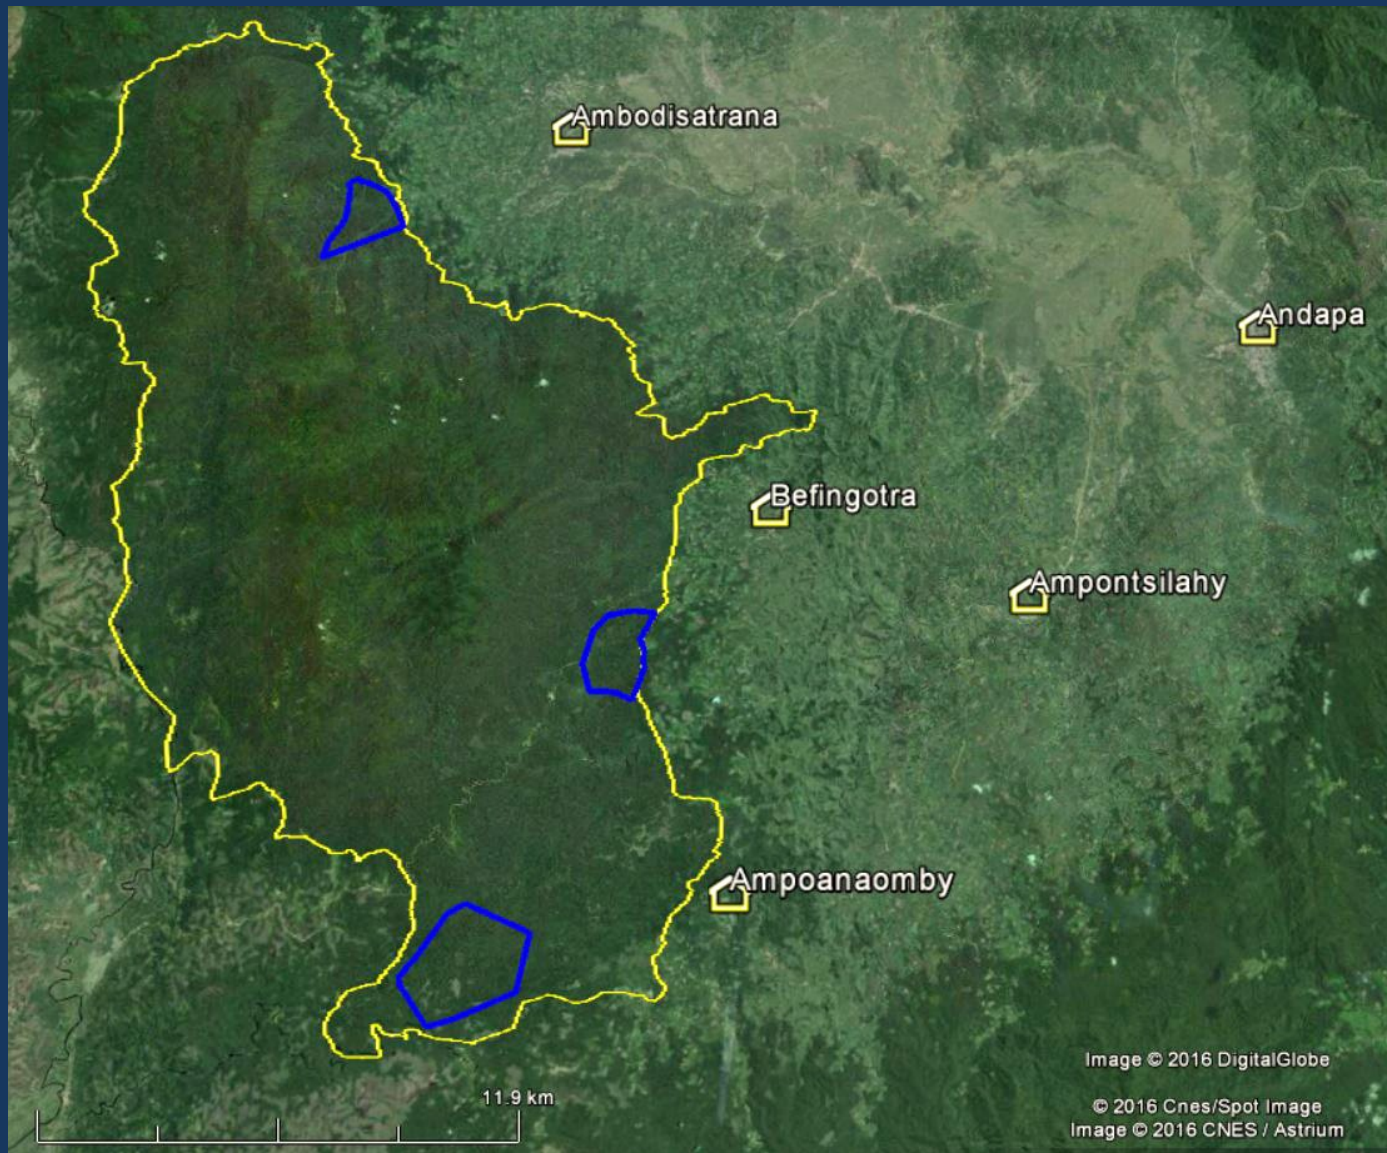 Ambodisatrana
Andapa
Befingotra
Ampontsilahy
Ampoanaomby
Image © 2016 DigitalGlobe
11.9 km
© 2016 Cnes/Spot Image
Image © 2016 CNES / Astrium